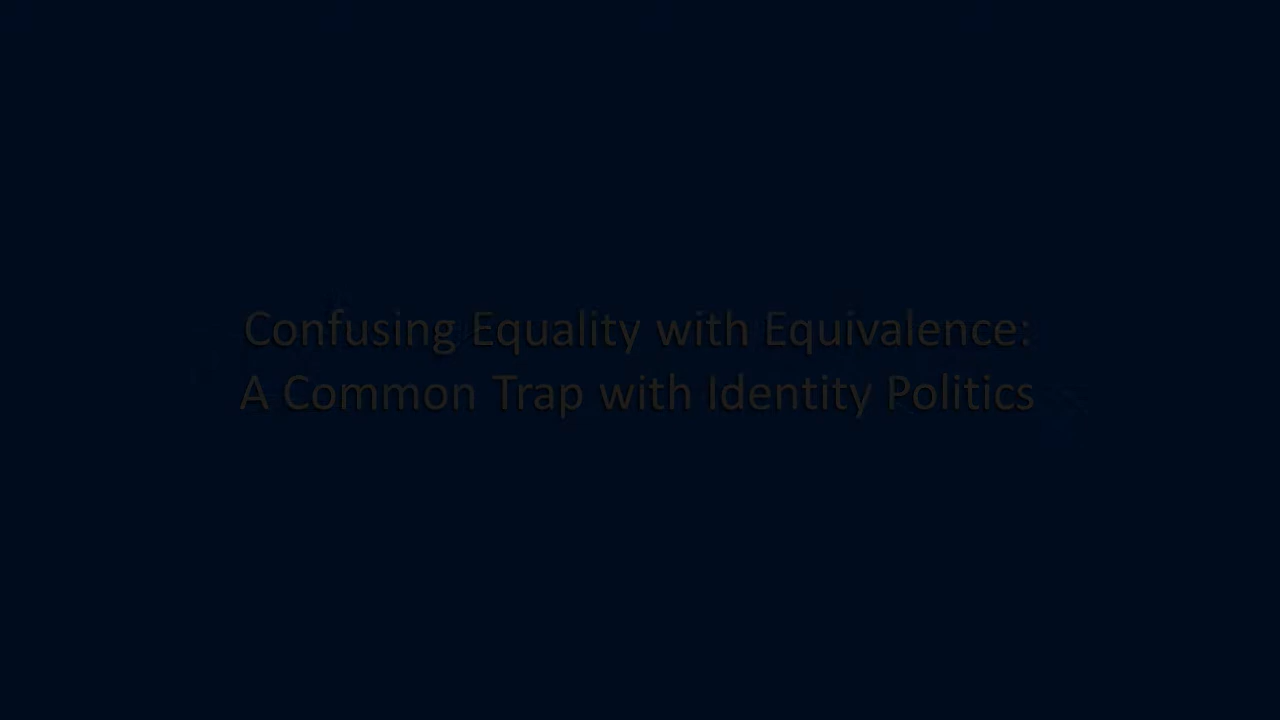 Confusing Equality with Equivalence:
A Common Trap with Identity Politics